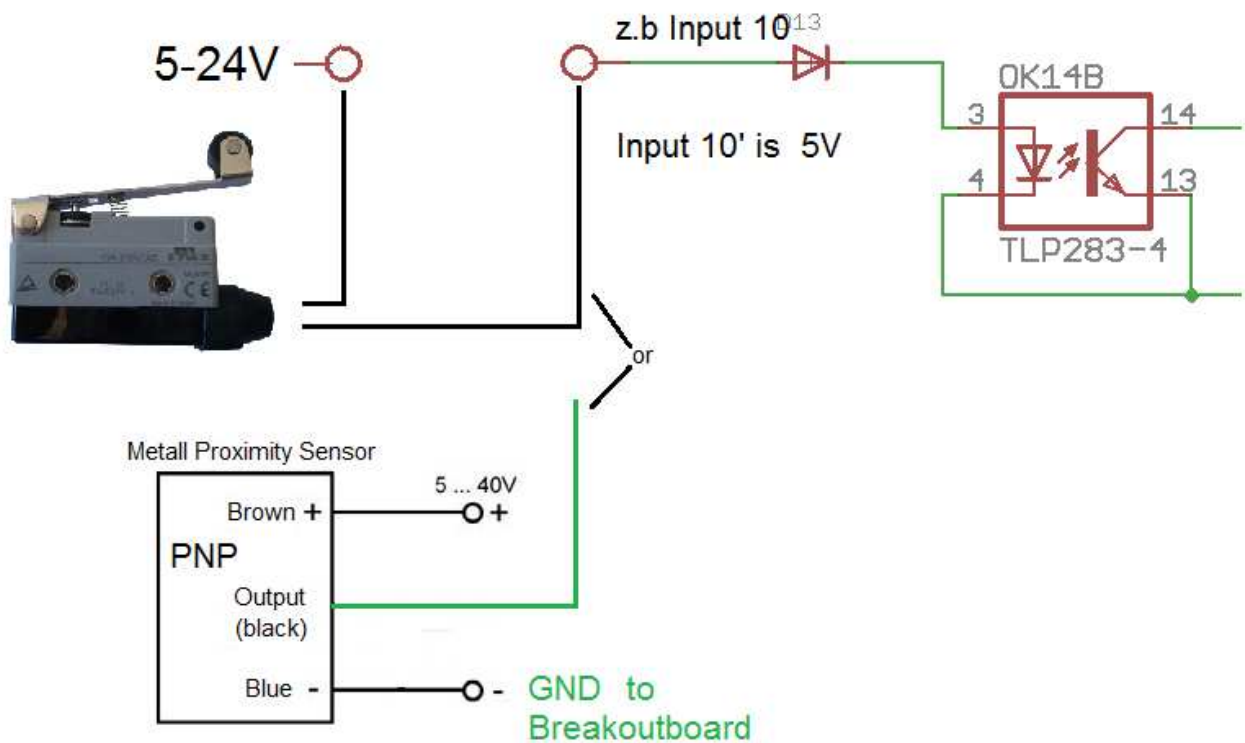 5-24V
z.b Input 10
D13
Input 10' is 5V
OK14B
3
14
4
13
TLP283-4
or
Metall Proximity Sensor
5 ... 40V
Brown +
+
PNP
Output
(black)
Blue -
-
GND to
Breakoutboard